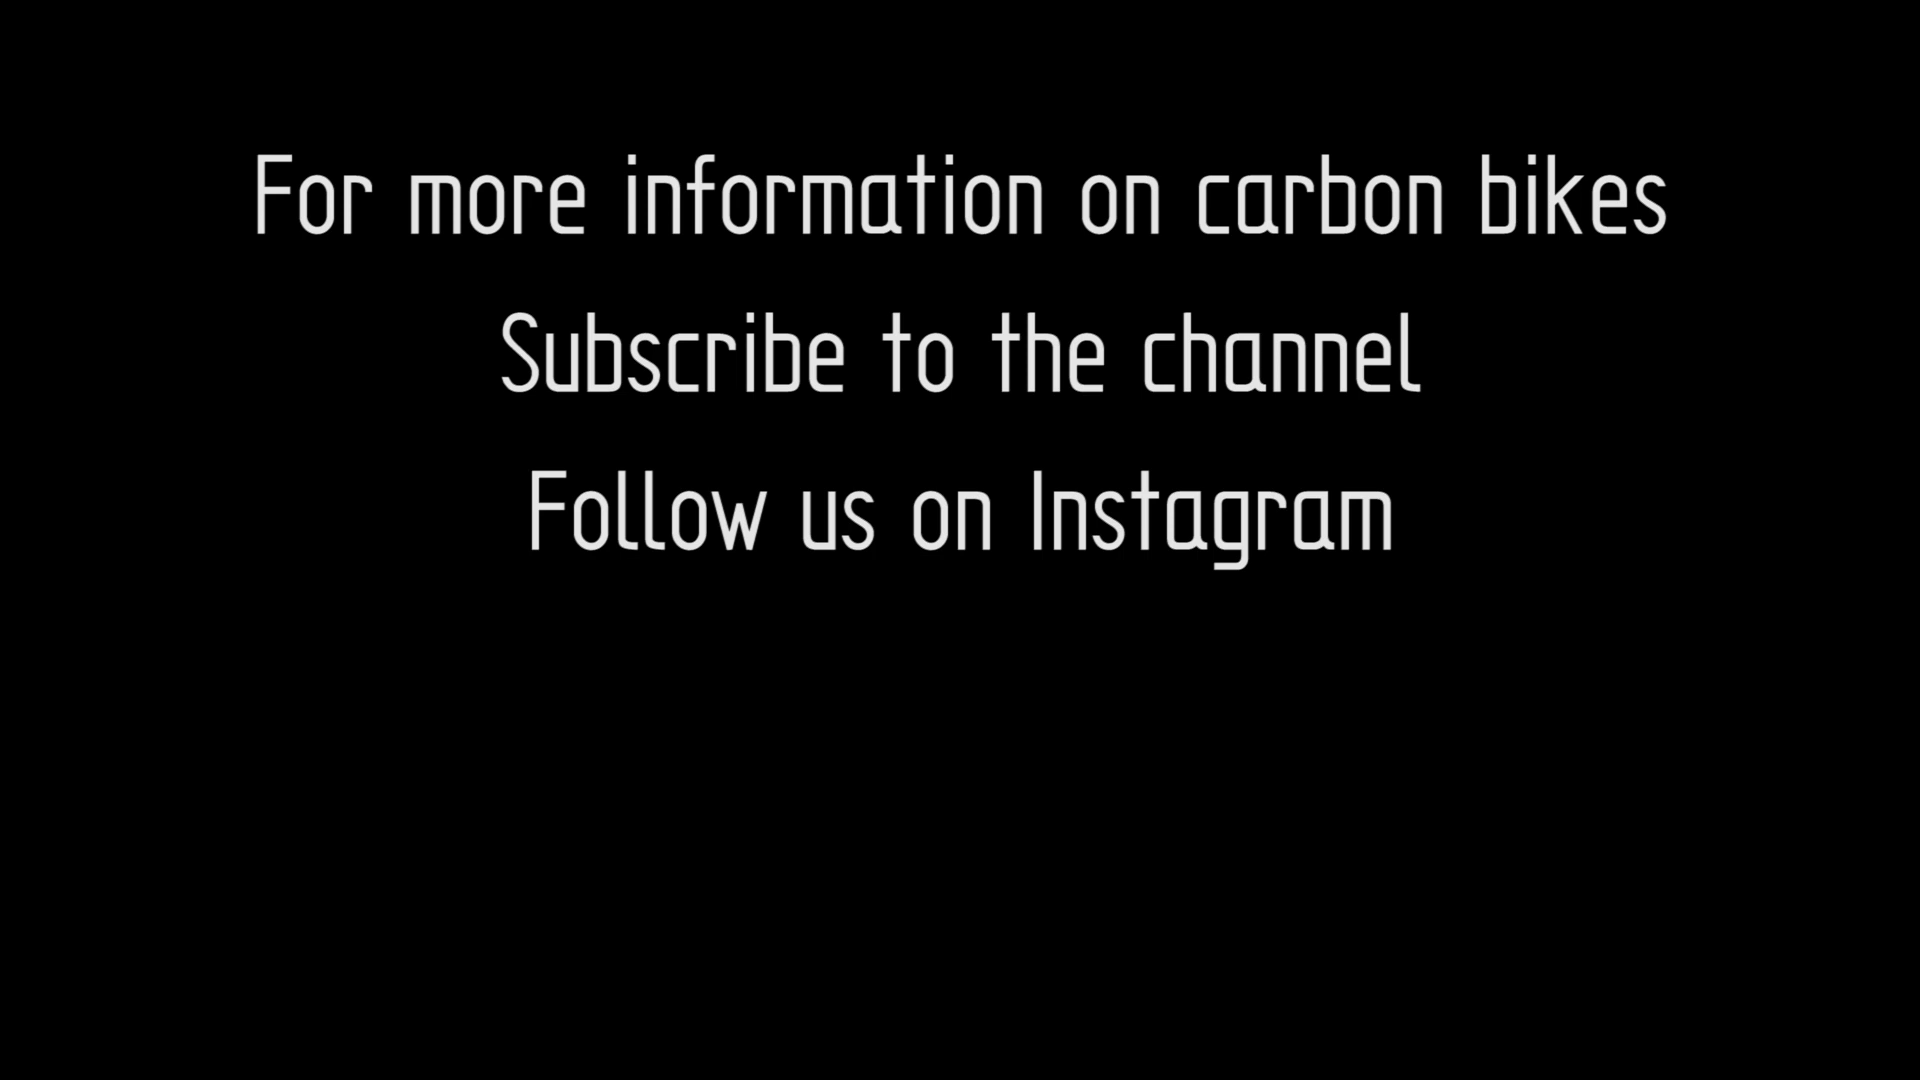 For more information on carbon bikes
Subscribe to the channel
Follow us on Instagram